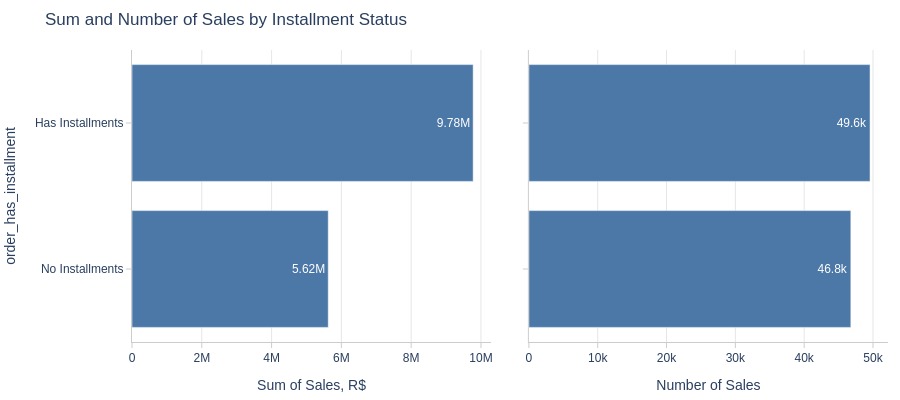 Sum and Number of Sales by Installment Status
order_has_installment
Has Installments
No Installments
9.78M
5.62M
0 2M 4M 6M 8M 10M
Sum of Sales, R$
49.6k
46.8k
0 10k 20k 30k 40k 50k
Number of Sales